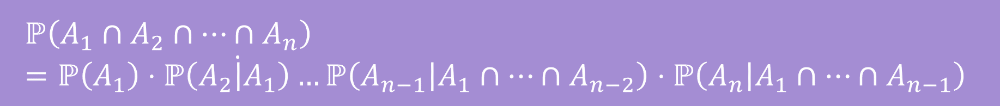 ℙ(A₁ ∩ A₂ ∩ ⋯ ∩ Aₙ)
= ℙ(A₁) · ℙ(A₂|̇A₁) … ℙ(Aₙ₋₁|A₁ ∩ ⋯ ∩ Aₙ₋₂) · ℙ(Aₙ|A₁ ∩ ⋯ ∩ Aₙ₋₁)